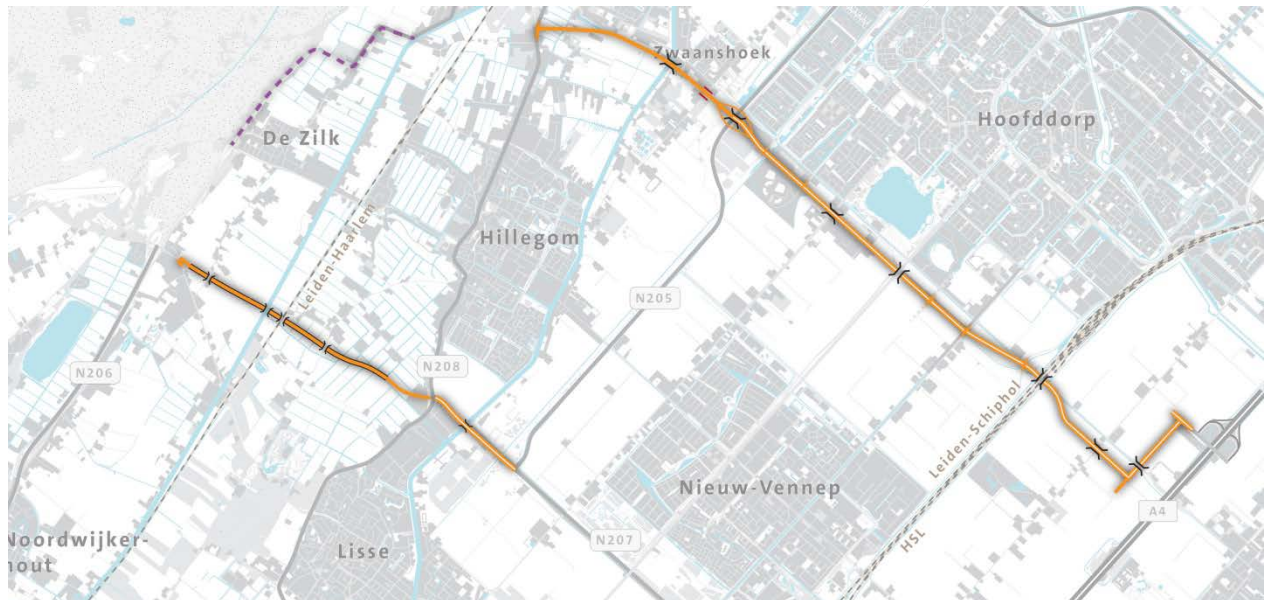 Zwaanshoek
Hoofddorp
De Zilk
Leiden-Haarlem
Hillegom
N205
N206
N208
Leiden-Schiphol
Nieuw-Vennep
A4
Noordwijker-
hout
Lisse
N207
HSL